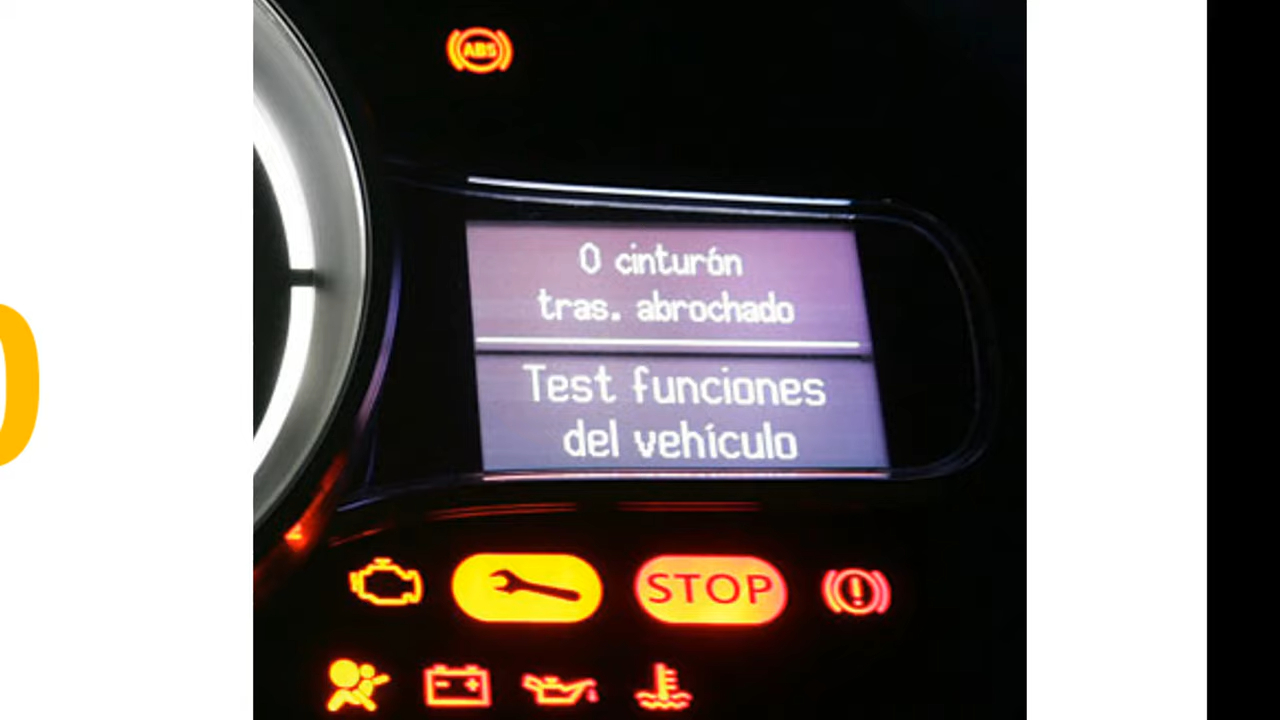 ABS
0 cinturón
tras. abrochado
Test funciones
del vehículo
STOP